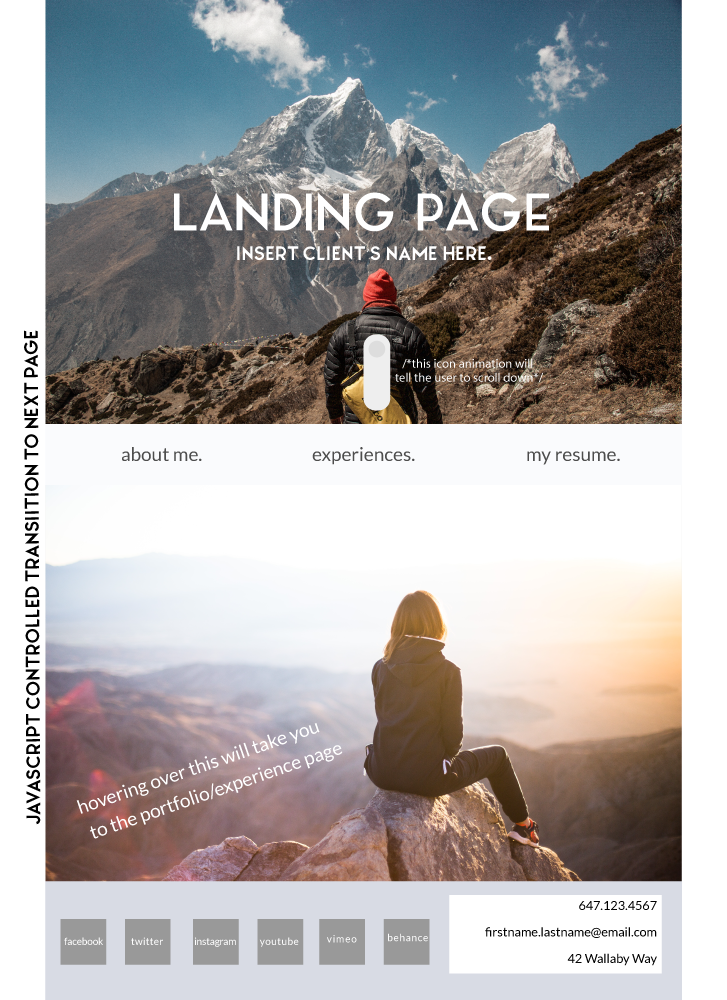 LANDING PAGE
INSERT CLIENT'S NAME HERE.
/*this icon animation will
tell the user to scroll down*/
about me.
experiences.
my resume.
JAVASCRIPT CONTROLLED TRANSIITION TO NEXT PAGE
hovering over this will take you
to the portfolio/experience page
facebook
twitter
instagram
youtube
vimeo
behance
647.123.4567
firstname.lastname@email.com
42 Wallaby Way